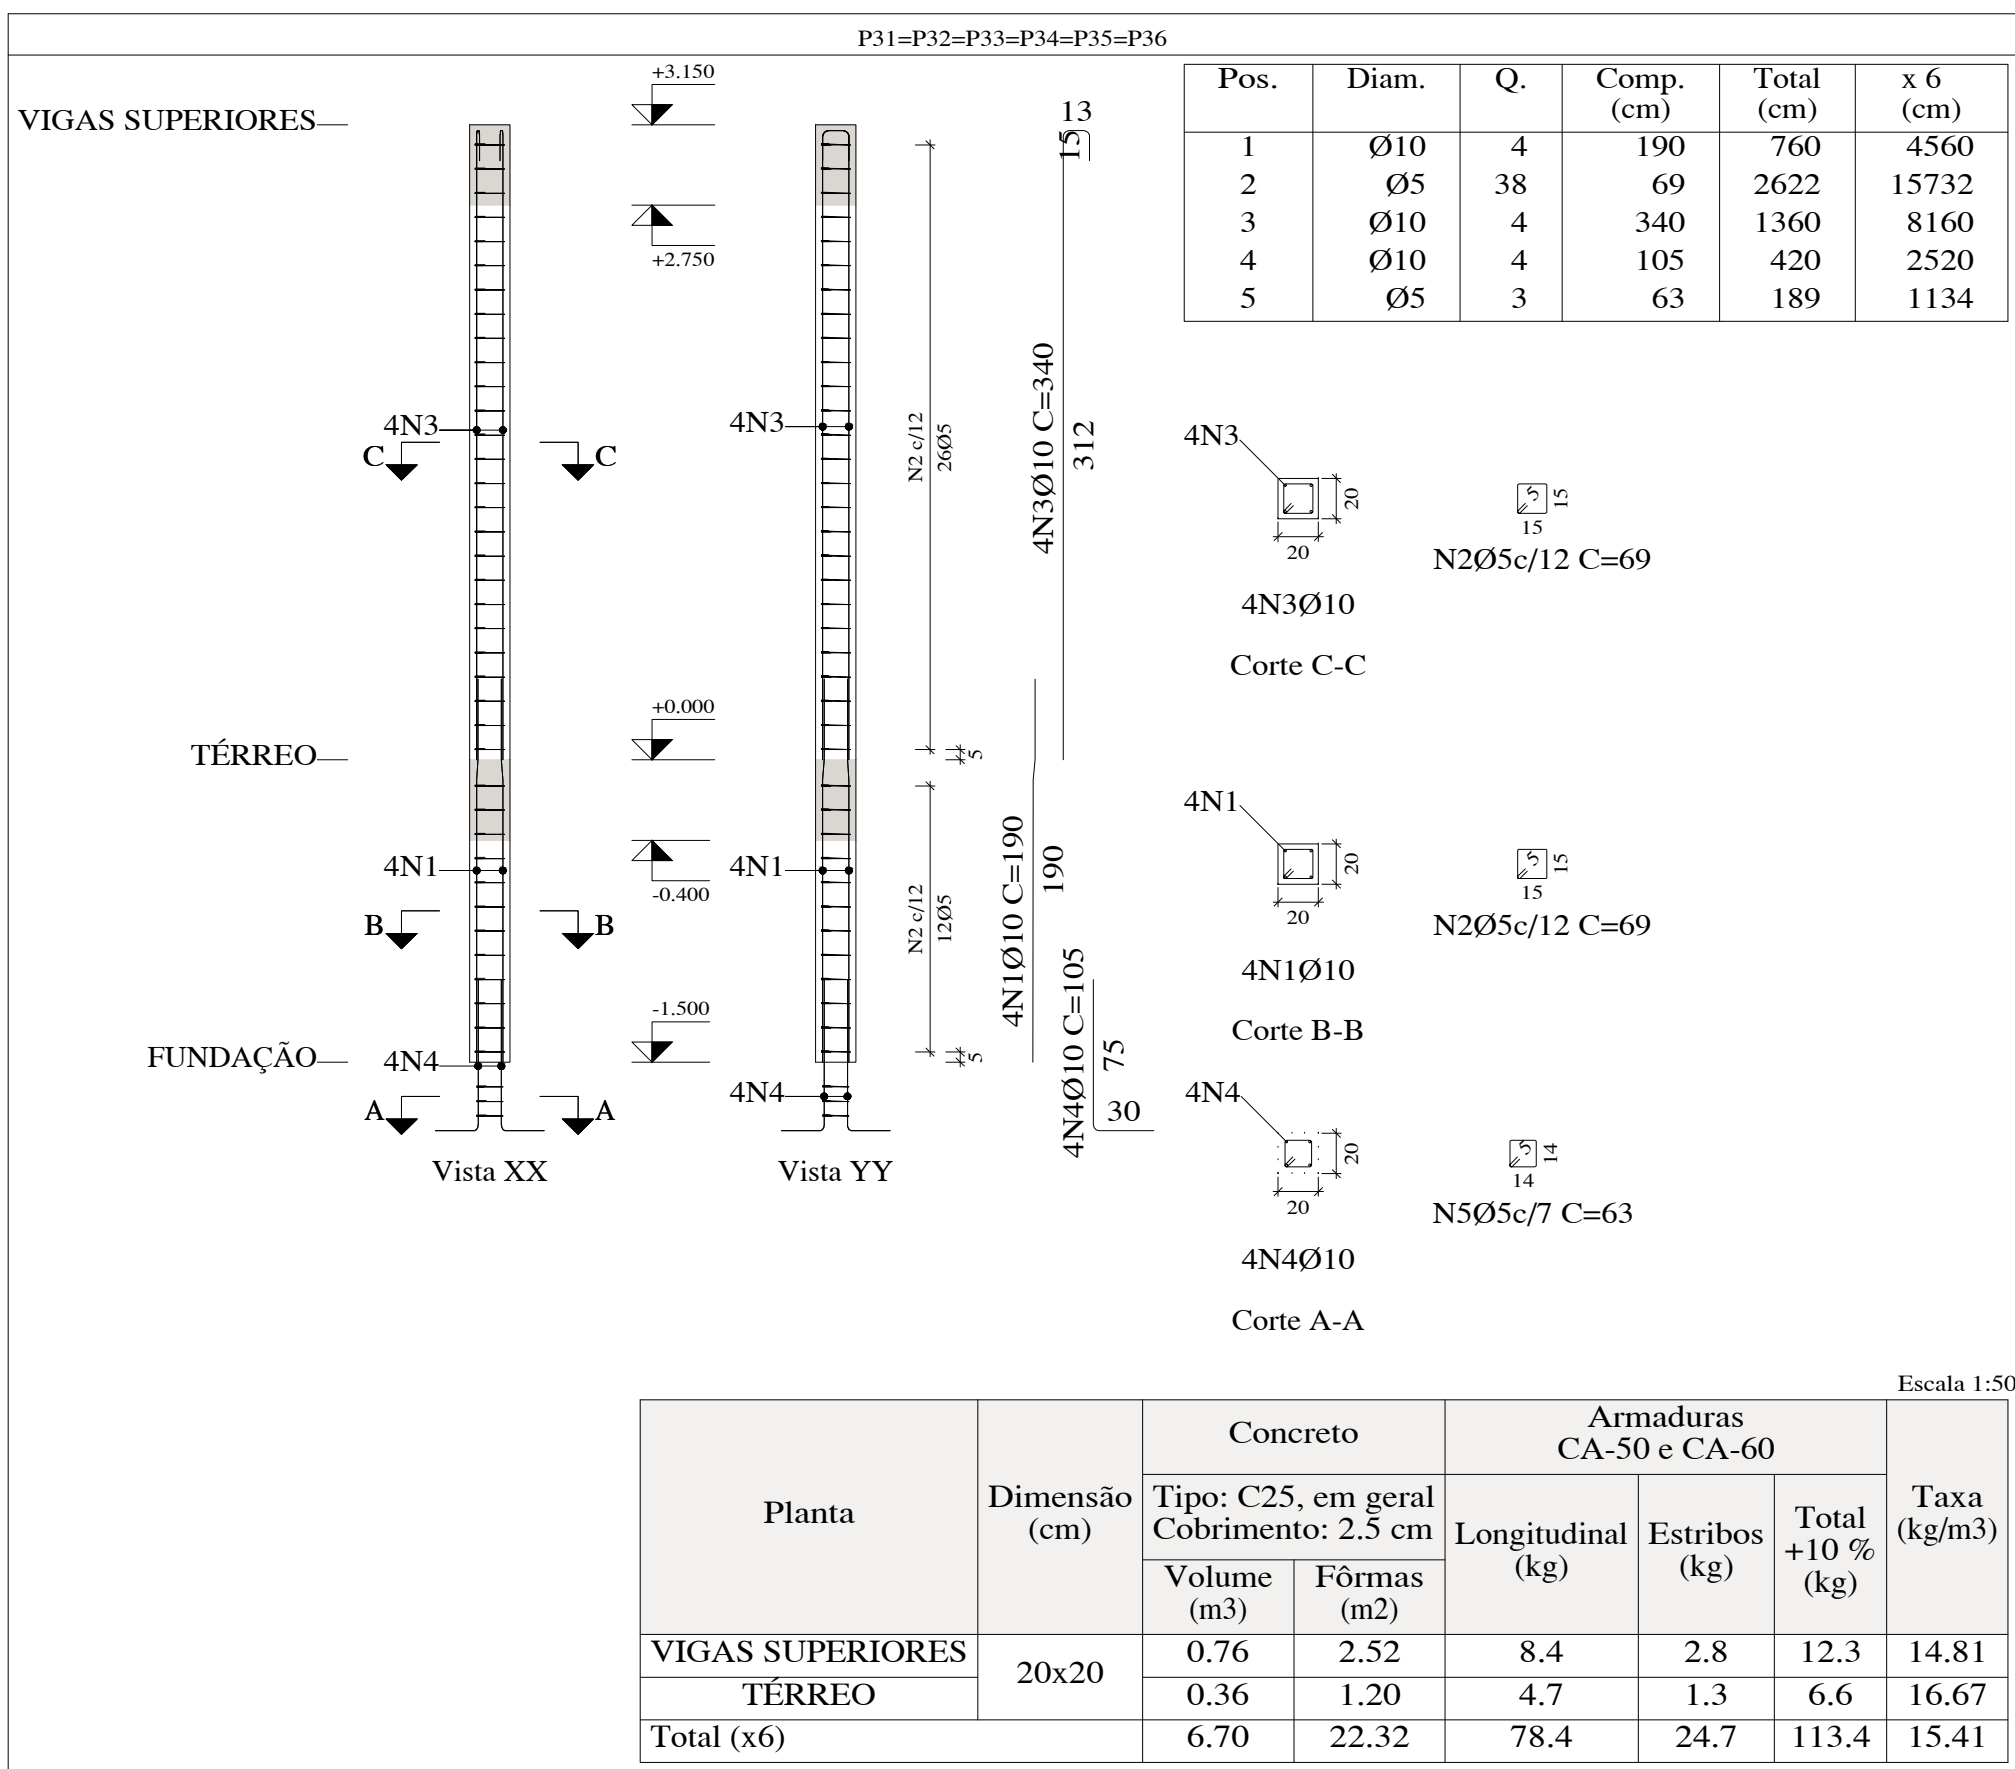 P31=P32=P33=P34=P35=P36
VIGAS SUPERIORES
+3.150
+2.750
4N3
C C
TÉRREO
+0.000
4N1
-0.400
B B
-1.500
FUNDAÇÃO
4N4
A A
Vista XX
4N3
4N1
4N4
Vista YY
N2 c/12
26Ø5
5
N2 c/12
12Ø5
5
13
15
4N3Ø10 C=340
312
4N1Ø10 C=190
190
4N4Ø10 C=105
75
30
Pos. Diam. Q. Comp. (cm) Total (cm) x 6 (cm)
1 Ø10 4 190 760 4560
2 Ø5 38 69 2622 15732
3 Ø10 4 340 1360 8160
4 Ø10 4 105 420 2520
5 Ø5 3 63 189 1134
4N3
20
20
4N3Ø10
Corte C-C
5
15
15
N2Ø5c/12 C=69
4N1
20
20
4N1Ø10
Corte B-B
5
15
15
N2Ø5c/12 C=69
4N4
20
20
4N4Ø10
Corte A-A
5
14
14
N5Ø5c/7 C=63
Escala 1:50
Planta
Dimensão
(cm)
Concreto
Tipo: C25, em geral
Cobrimento: 2.5 cm
Volume
(m3)
Fôrmas
(m2)
Armaduras
CA-50 e CA-60
Longitudinal
(kg)
Estribos
(kg)
Total
+10 %
(kg)
Taxa
(kg/m3)
VIGAS SUPERIORES 20x20 0.76 2.52 8.4 2.8 12.3 14.81
TÉRREO 0.36 1.20 4.7 1.3 6.6 16.67
Total (x6) 6.70 22.32 78.4 24.7 113.4 15.41